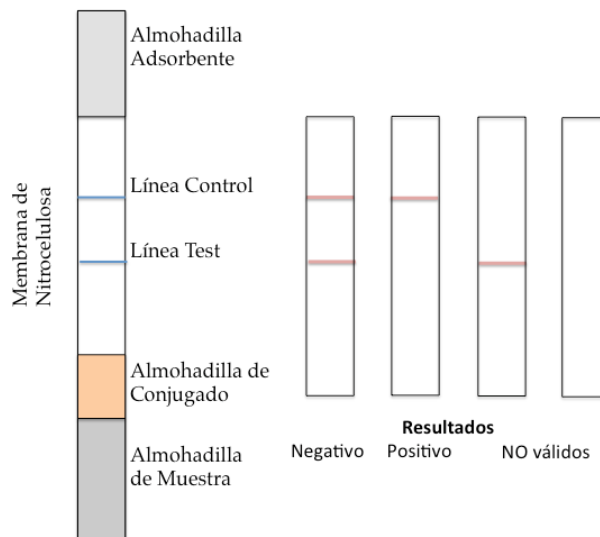 Almohadilla
Adsorbente
Membrana de
Nitrocelulosa
Línea Control
Línea Test
Almohadilla de
Conjugado
Almohadilla
de Muestra
Resultados
Negativo
Positivo
NO válidos